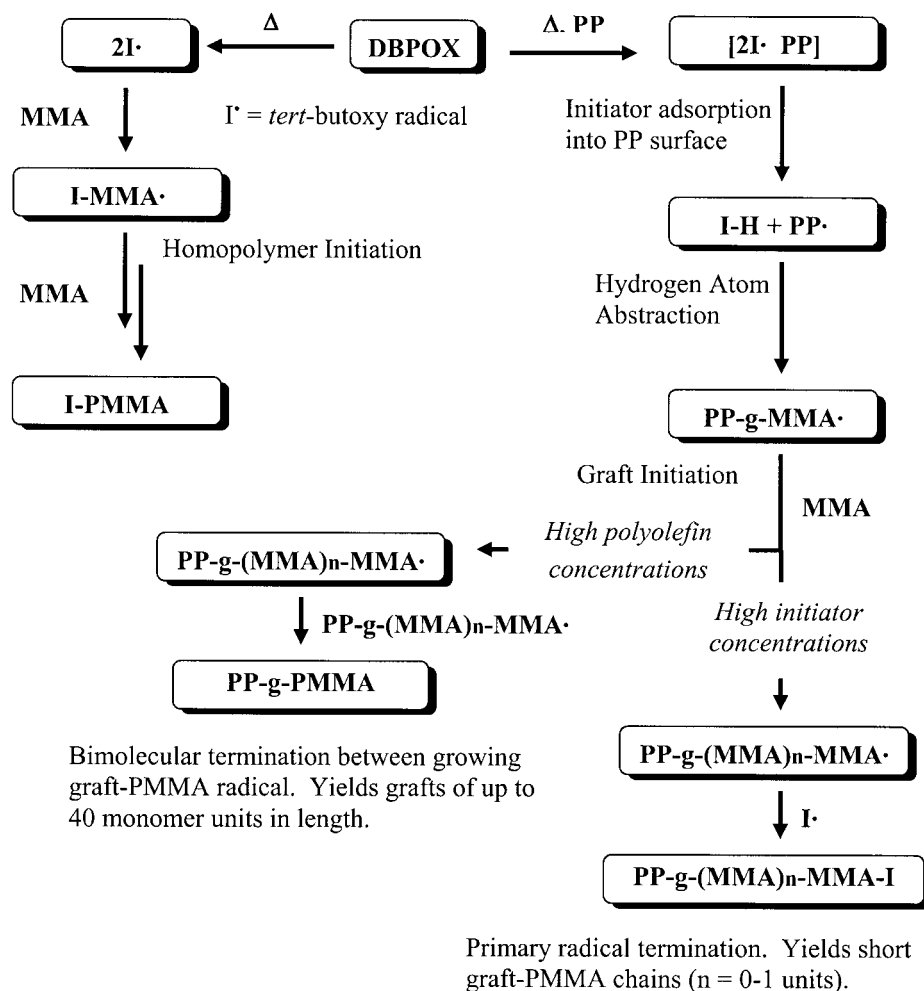 2I· Δ DBPOX Δ. PP [2I· PP]
MMA
I· = tert-butoxy radical
Initiator adsorption
into PP surface
I-MMA·
I-H + PP·
Homopolymer Initiation
MMA
Hydrogen Atom
Abstraction
I-PMMA
PP-g-MMA·
Graft Initiation
MMA
High polyolefin
concentrations
PP-g-(MMA)n-MMA·
PP-g-(MMA)n-MMA·
High initiator
concentrations
PP-g-PMMA
Bimolecular termination between growing
graft-PMMA radical. Yields grafts of up to
40 monomer units in length.
PP-g-(MMA)n-MMA·
I·
PP-g-(MMA)n-MMA-I
Primary radical termination. Yields short
graft-PMMA chains (n = 0-1 units).